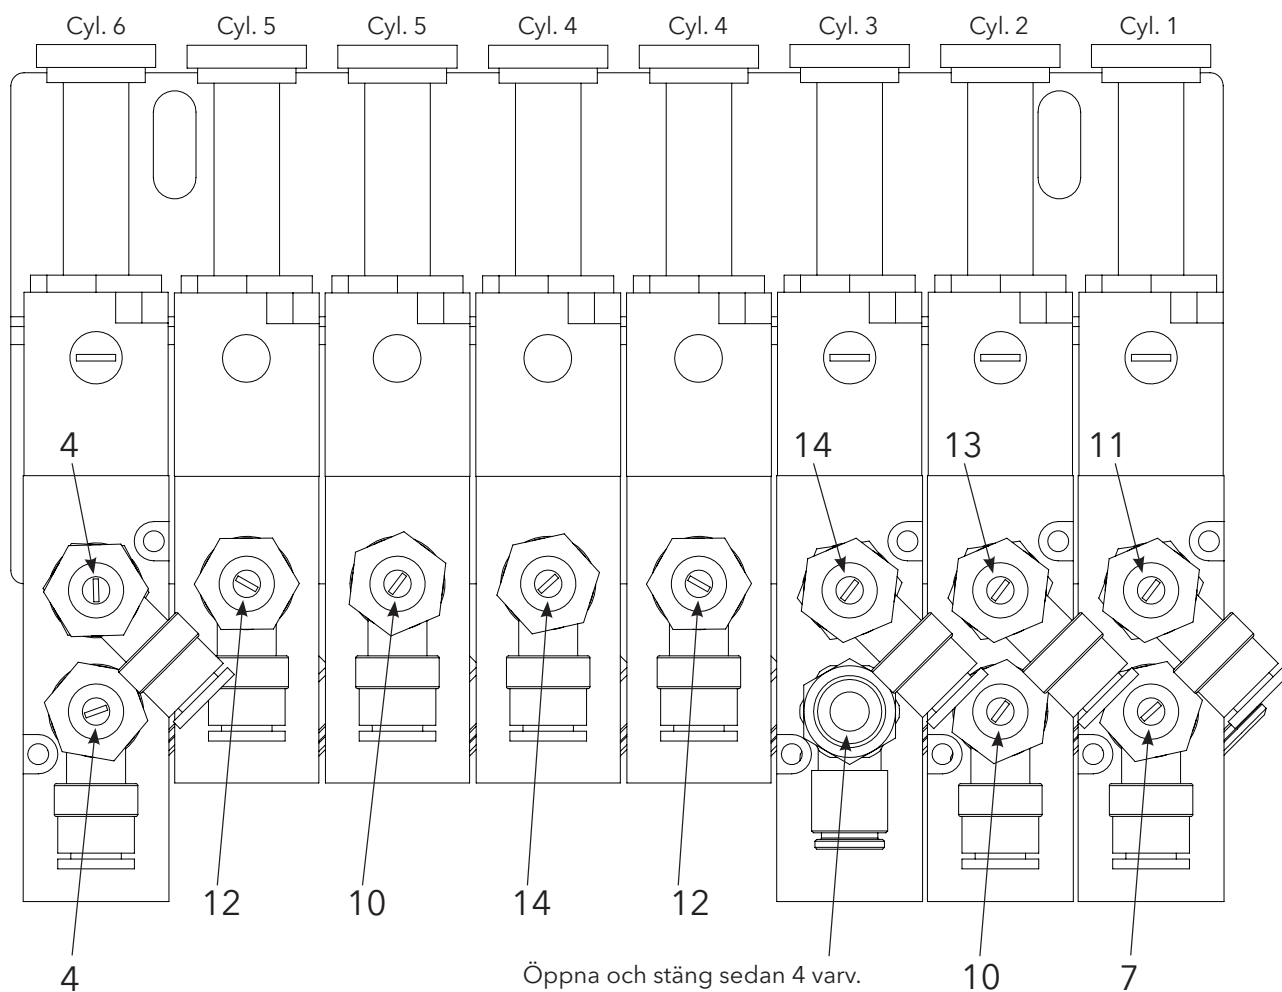 Cyl. 6 Cyl. 5 Cyl. 5 Cyl. 4 Cyl. 4 Cyl. 3 Cyl. 2 Cyl. 1
4 14 13 11
12 10 14 12
4 Öppna och stäng sedan 4 varv. 10 7